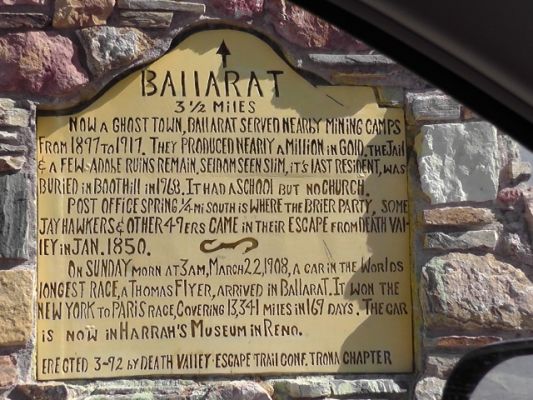 BALLARAT
3 1/2 MILES
NOW A GHOST TOWN, BALLARAT SERVED NEARBY MINING CAMPS
FROM 1897 TO 1917. THEY PRODUCED NEARLY A MILLION IN GOLD, THE JAIL
& A FEW ADOBE RUINS REMAIN, SELDOM SEEN SLIM, IT'S LAST RESIDENT, WAS
BURIED IN BOOTHILL IN 1968. IT HAD A SCHOOL BUT NO CHURCH.
POST OFFICE SPRING 1/4 MI SOUTH IS WHERE THE BRIER PARTY, SOME
JAYHAWKERS & OTHER 49ERS CAME IN THEIR ESCAPE FROM DEATH VAL-
LEY IN JAN. 1850.
ON SUNDAY MORN AT 3AM, MARCH 22, 1908, A CAR IN THE WORLDS
LONGEST RACE, A THOMAS FLYER, ARRIVED IN BALLARAT. IT WON THE
NEW YORK TO PARIS RACE, COVERING 13,341 MILES IN 167 DAYS. THE CAR
IS NOW IN HARRAH'S MUSEUM IN RENO.
ERECTED 3-92 BY DEATH VALLEY ESCAPE TRAIL CONF. TRONA CHAPTER